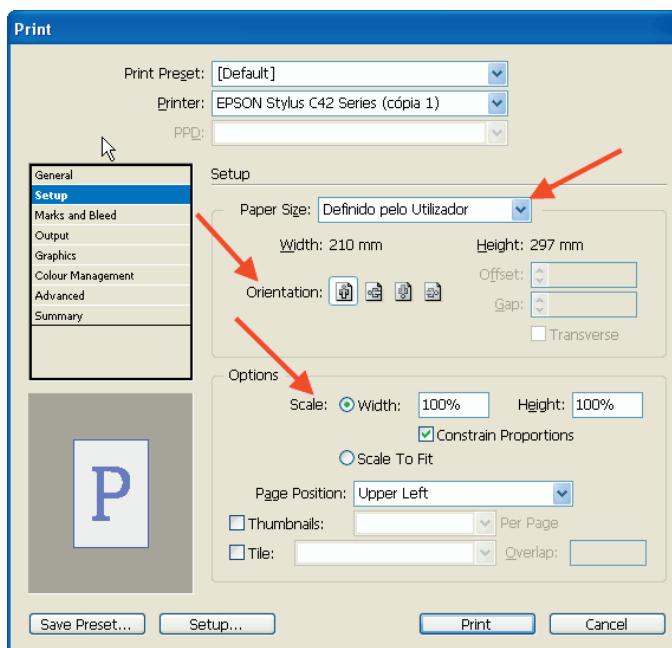 Print
Print Preset: [Default]
Printer: EPSON Stylus C42 Series (cópia 1)
PPD:
General
Setup
Marks and Bleed
Output
Graphics
Colour Management
Advanced
Summary
P
Setup
Paper Size: Definido pelo Utilizador
Width: 210 mm Height: 297 mm
Orientation: Offset:
Gap:
Transverse
Options
Scale: Width: 100% Height: 100%
Constrain Proportions
Scale To Fit
Page Position: Upper Left
Thumbnails: Per Page
Tile: Overlap:
Save Preset... Setup... Print Cancel